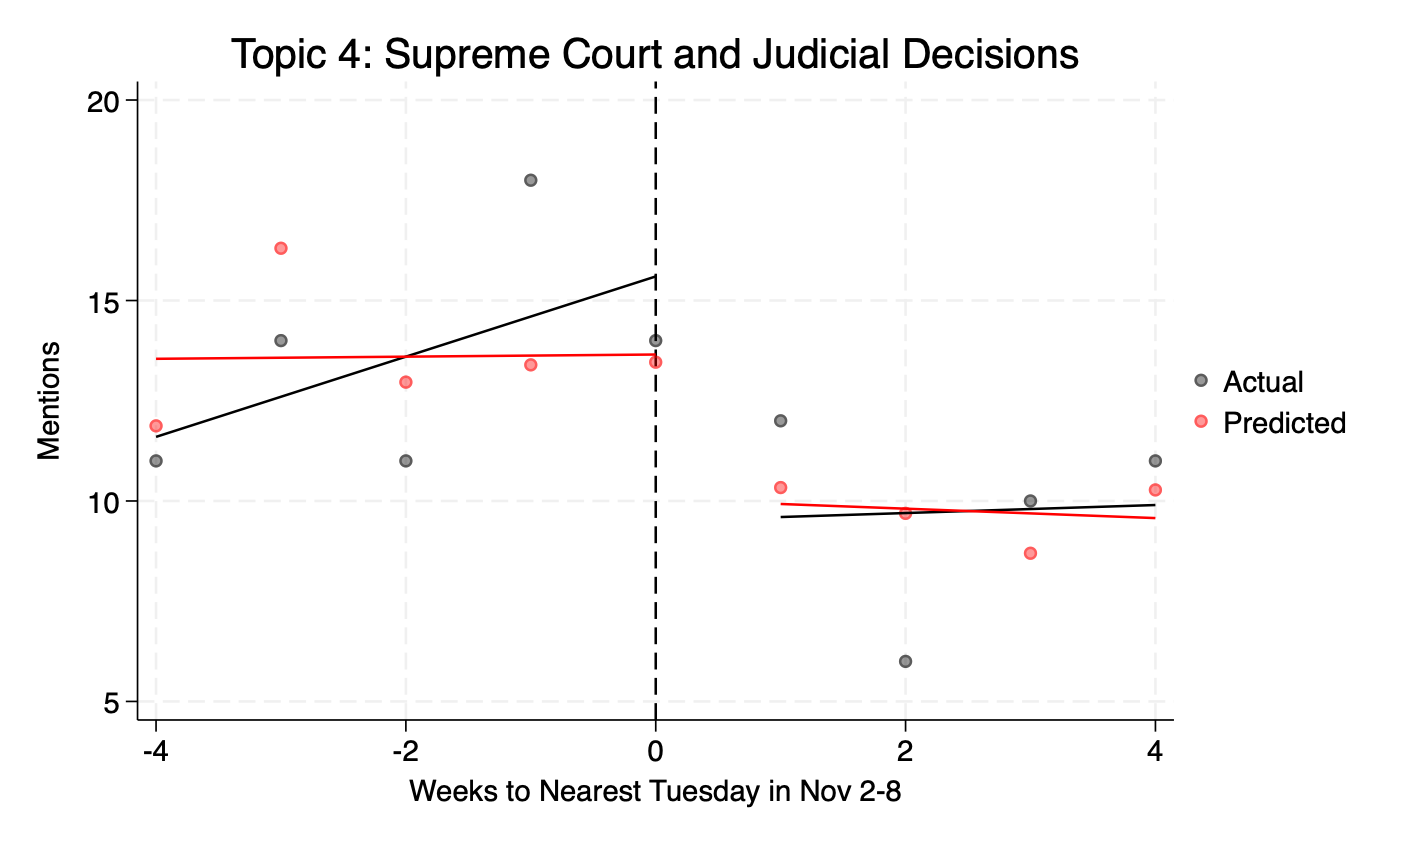 Topic 4: Supreme Court and Judicial Decisions
Mentions
20
15
10
5
-4
-2
0
2
4
Weeks to Nearest Tuesday in Nov 2-8
Actual
Predicted